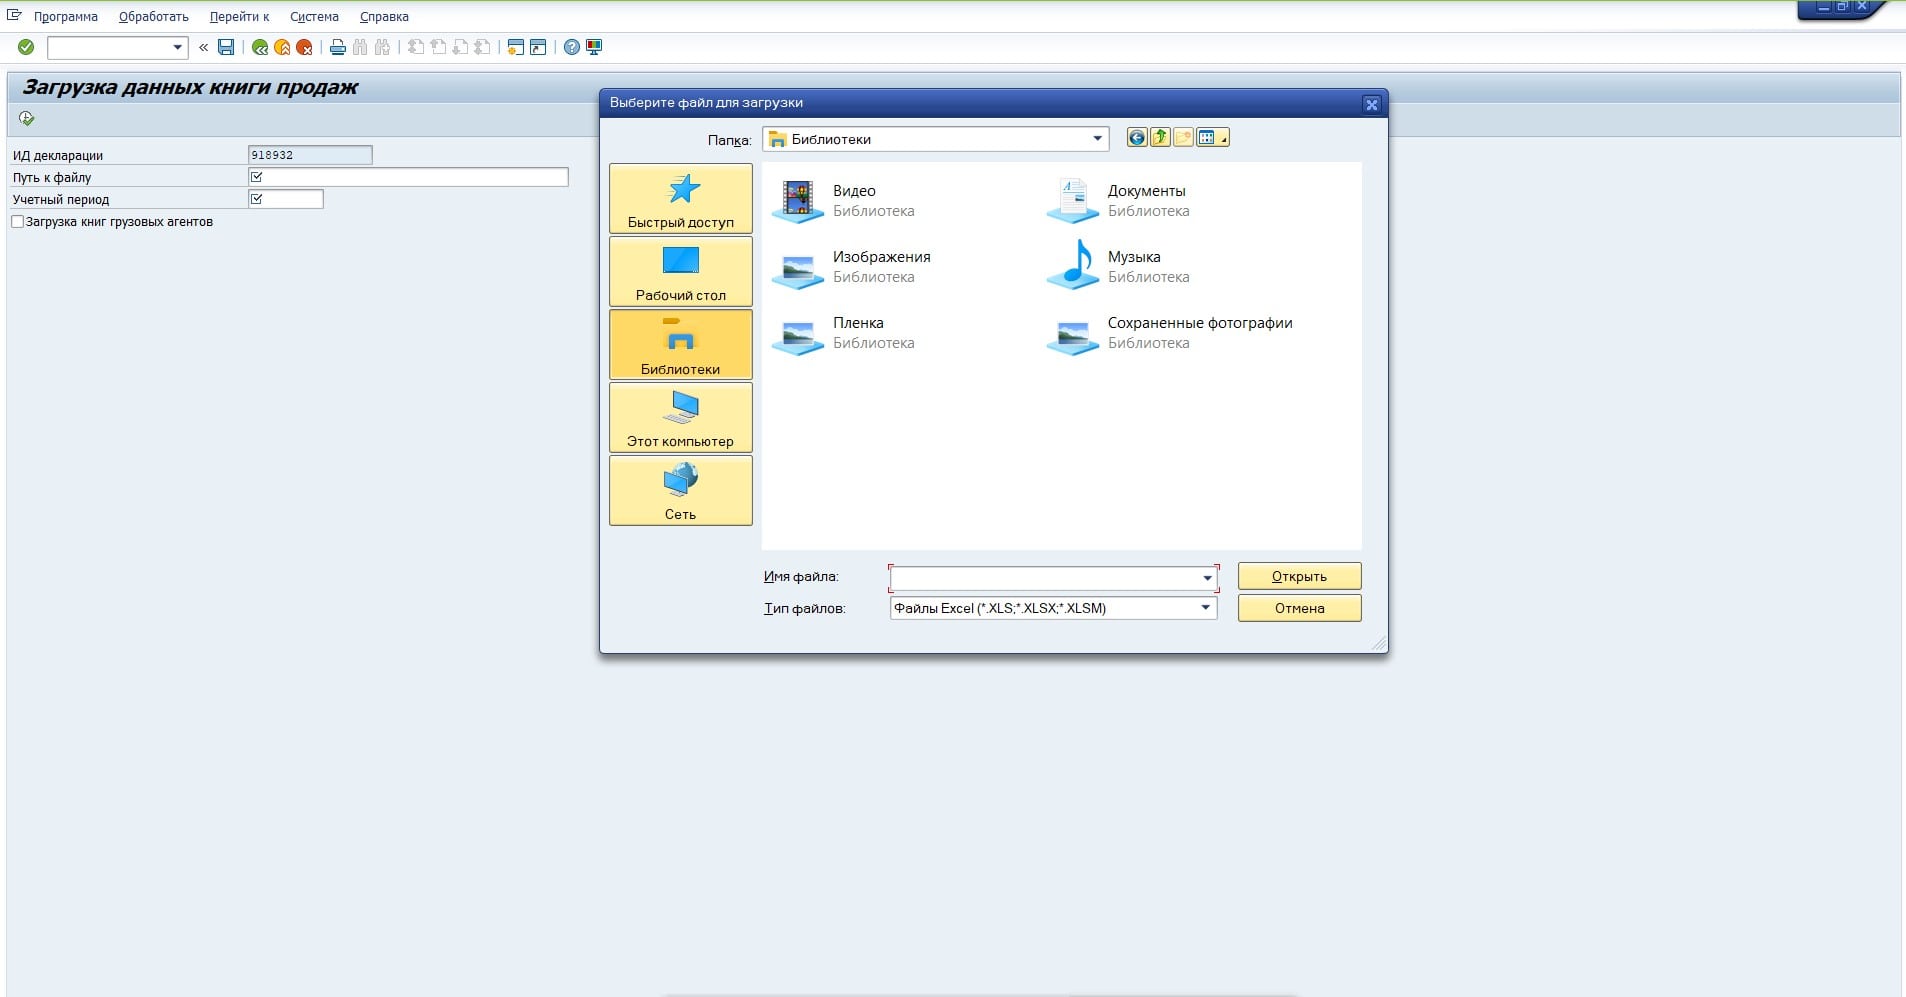 Программа Обработать Перейти к Система Справка
Загрузка данных книги продаж
ИД декларации 918932
Путь к файлу
Учетный период
Загрузка книг грузовых агентов
Выберите файл для загрузки
Папка: Библиотеки
Быстрый доступ
Рабочий стол
Библиотеки
Этот компьютер
Сеть
Видео
Библиотека
Документы
Библиотека
Изображения
Библиотека
Музыка
Библиотека
Пленка
Библиотека
Сохраненные фотографии
Библиотека
Имя файла: Открыть
Тип файлов: Файлы Excel (*.XLS;*.XLSX;*.XLSM) Отмена